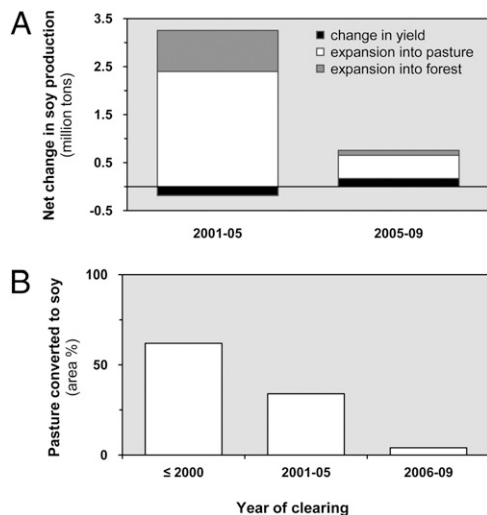 A
Net change in soy production
(million tons)
3.5
2.5
1.5
0.5
-0.5
change in yield
expansion into pasture
expansion into forest
2001-05
2005-09
B
Pasture converted to soy
(area %)
100
50
0
≤ 2000
2001-05
2006-09
Year of clearing